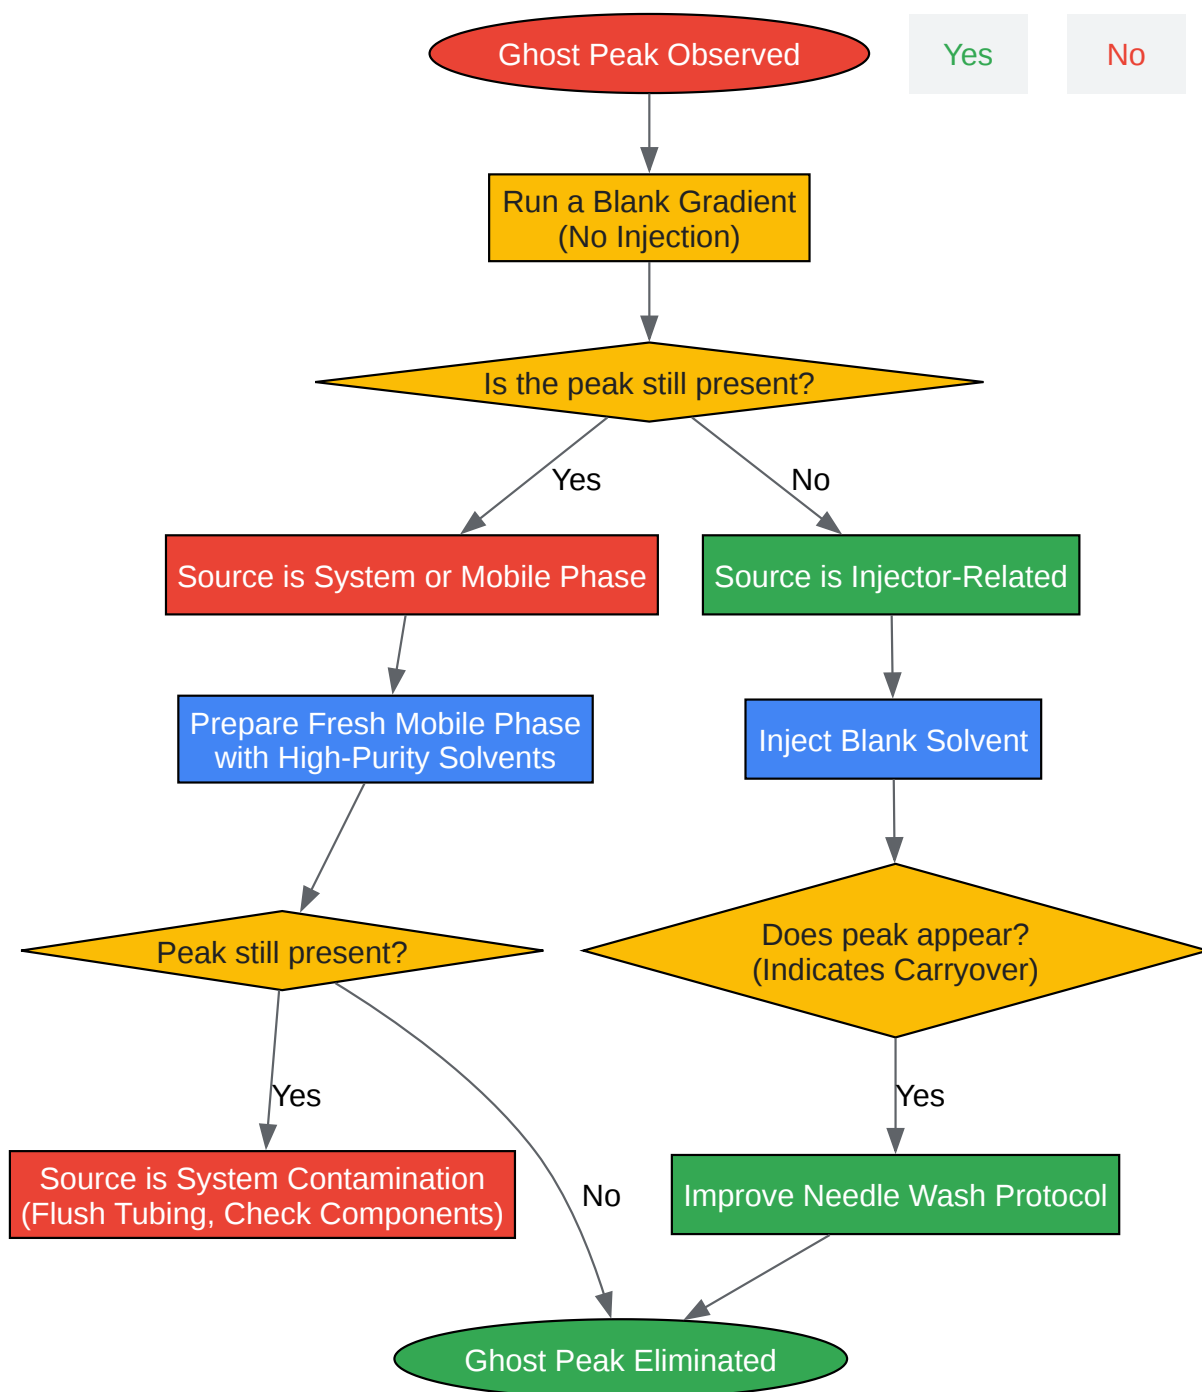 Ghost Peak Observed
Yes
No
Run a Blank Gradient
(No Injection)
Is the peak still present?
Yes
No
Source is System or Mobile Phase
Source is Injector-Related
Prepare Fresh Mobile Phase
with High-Purity Solvents
Inject Blank Solvent
Peak still present?
Does peak appear?
(Indicates Carryover)
Yes
Yes
Source is System Contamination
(Flush Tubing, Check Components)
No
Improve Needle Wash Protocol
Ghost Peak Eliminated